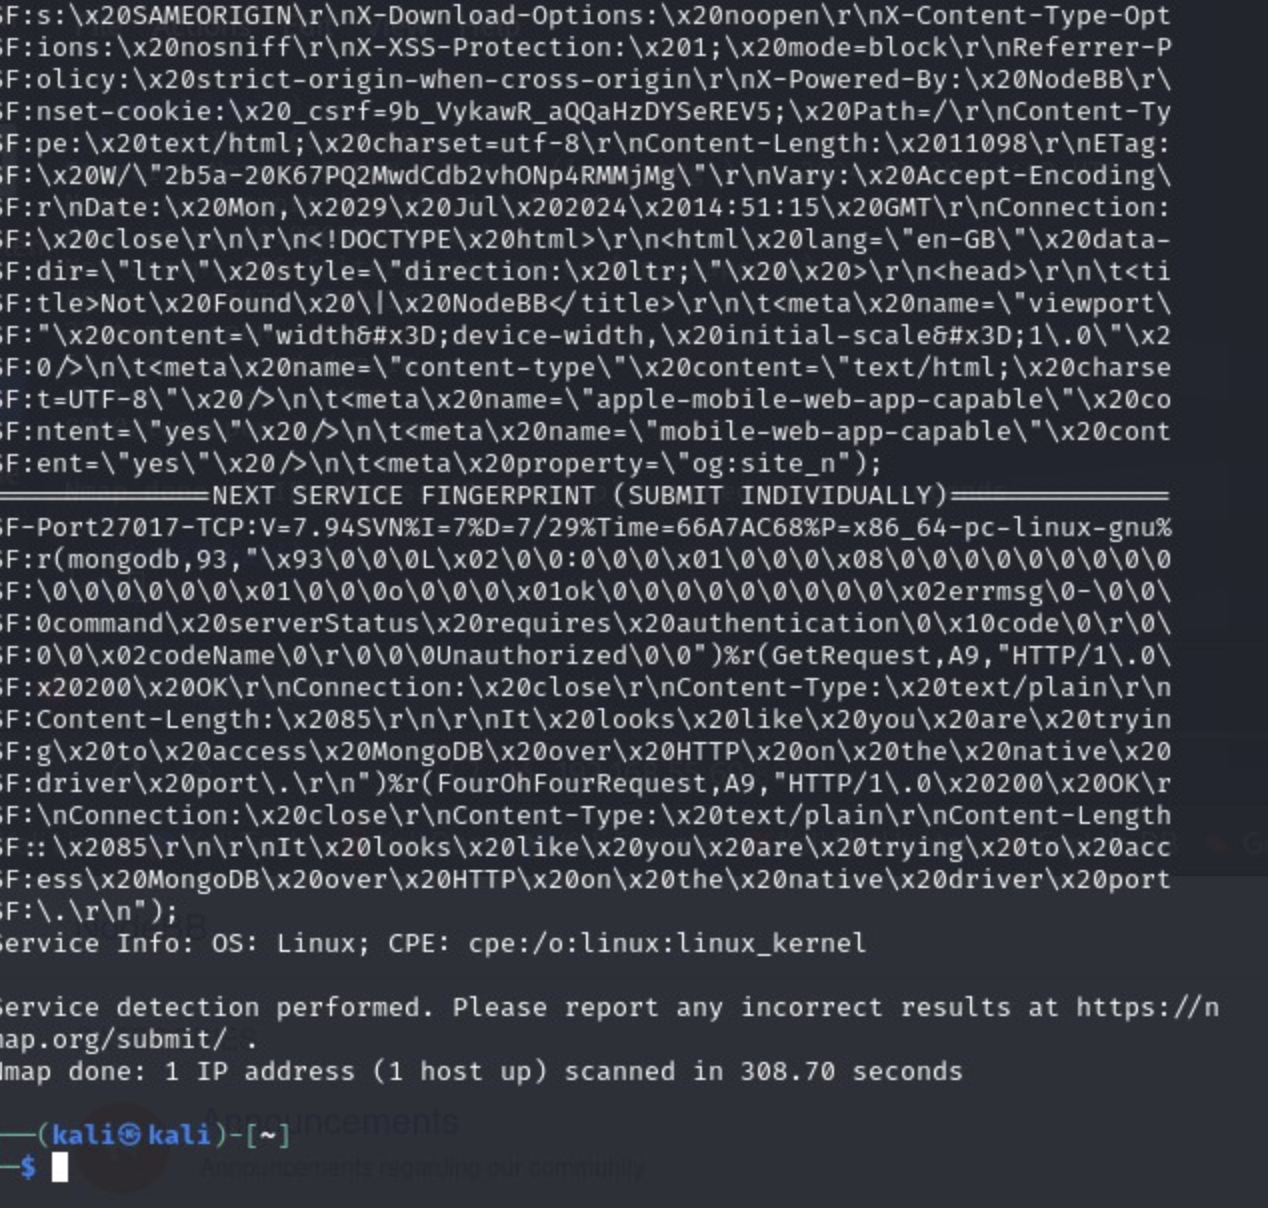 SF:s:\x20SAMEORIGIN\r\nX-Download-Options:\x20noopen\r\nX-Content-Type-Opt
SF:ions:\x20nosniff\r\nX-XSS-Protection:\x201;\x20mode=block\r\nReferrer-P
SF:olicy:\x20strict-origin-when-cross-origin\r\nX-Powered-By:\x20NodeBB\r\
SF:nset-cookie:\x20_csrf=9b_VykawR_aQQaHzDYSeREV5;\x20Path=/\r\nContent-Ty
SF:pe:\x20text/html;\x20charset=utf-8\r\nContent-Length:\x2011098\r\nETag:
SF:\x20W/\"2b5a-20K67PQ2MwdCdb2vhONp4RMMjMg\"\r\nVary:\x20Accept-Encoding\
SF:r\nDate:\x20Mon,\x2029\x20Jul\x202024\x2014:51:15\x20GMT\r\nConnection:
SF:\x20close\r\n\r\n<!DOCTYPE\x20html>\r\n<html\x20lang=\"en-GB\"\x20data-
SF:dir=\"ltr\"\x20style=\"direction:\x20ltr;\"\x20\x20>\r\n<head>\r\n\t<ti
SF:tle>Not\x20Found\x20\|\x20NodeBB</title>\r\n\t<meta\x20name=\"viewport\
SF:"\x20content=\"width&#x3D;device-width,\x20initial-scale&#x3D;1\.0\"\x2
SF:0/>\n\t<meta\x20name=\"content-type\"\x20content=\"text/html;\x20charse
SF:t=UTF-8\"\x20/>\n\t<meta\x20name=\"apple-mobile-web-app-capable\"\x20co
SF:ntent=\"yes\"\x20/>\n\t<meta\x20name=\"mobile-web-app-capable\"\x20cont
SF:ent=\"yes\"\x20/>\n\t<meta\x20property=\"og:site_n");
==============NEXT SERVICE FINGERPRINT (SUBMIT INDIVIDUALLY)==============
SF-Port27017-TCP:V=7.94SVN%I=7%D=7/29%Time=66A7AC68%P=x86_64-pc-linux-gnu%
SF:r(mongodb,93,"\x93\0\0\0L\x02\0\0:0\0\0\x01\0\0\0\x08\0\0\0\0\0\0\0\0\0
SF:\0\0\0\0\0\0\x01\0\0\0o\0\0\0\x01ok\0\0\0\0\0\0\0\0\0\x02errmsg\0-\0\0\
SF:0command\x20serverStatus\x20requires\x20authentication\0\x10code\0\r\0\
SF:0\0\x02codeName\0\r\0\0\0Unauthorized\0\0")%r(GetRequest,A9,"HTTP/1\.0\
SF:x20200\x20OK\r\nConnection:\x20close\r\nContent-Type:\x20text/plain\r\n
SF:Content-Length:\x2085\r\n\r\nIt\x20looks\x20like\x20you\x20are\x20tryin
SF:g\x20to\x20access\x20MongoDB\x20over\x20HTTP\x20on\x20the\x20native\x20
SF:driver\x20port\.\r\n")%r(FourOhFourRequest,A9,"HTTP/1\.0\x20200\x20OK\r
SF:\nConnection:\x20close\r\nContent-Type:\x20text/plain\r\nContent-Length
SF::\x2085\r\n\r\nIt\x20looks\x20like\x20you\x20are\x20trying\x20to\x20acc
SF:ess\x20MongoDB\x20over\x20HTTP\x20on\x20the\x20native\x20driver\x20port
SF:\.\r\n");
Service Info: OS: Linux; CPE: cpe:/o:linux:linux_kernel
Service detection performed. Please report any incorrect results at https://n
map.org/submit/ .
Nmap done: 1 IP address (1 host up) scanned in 308.70 seconds
Announcements
(kali㉿kali)-[~]
Announcements regarding our community
$